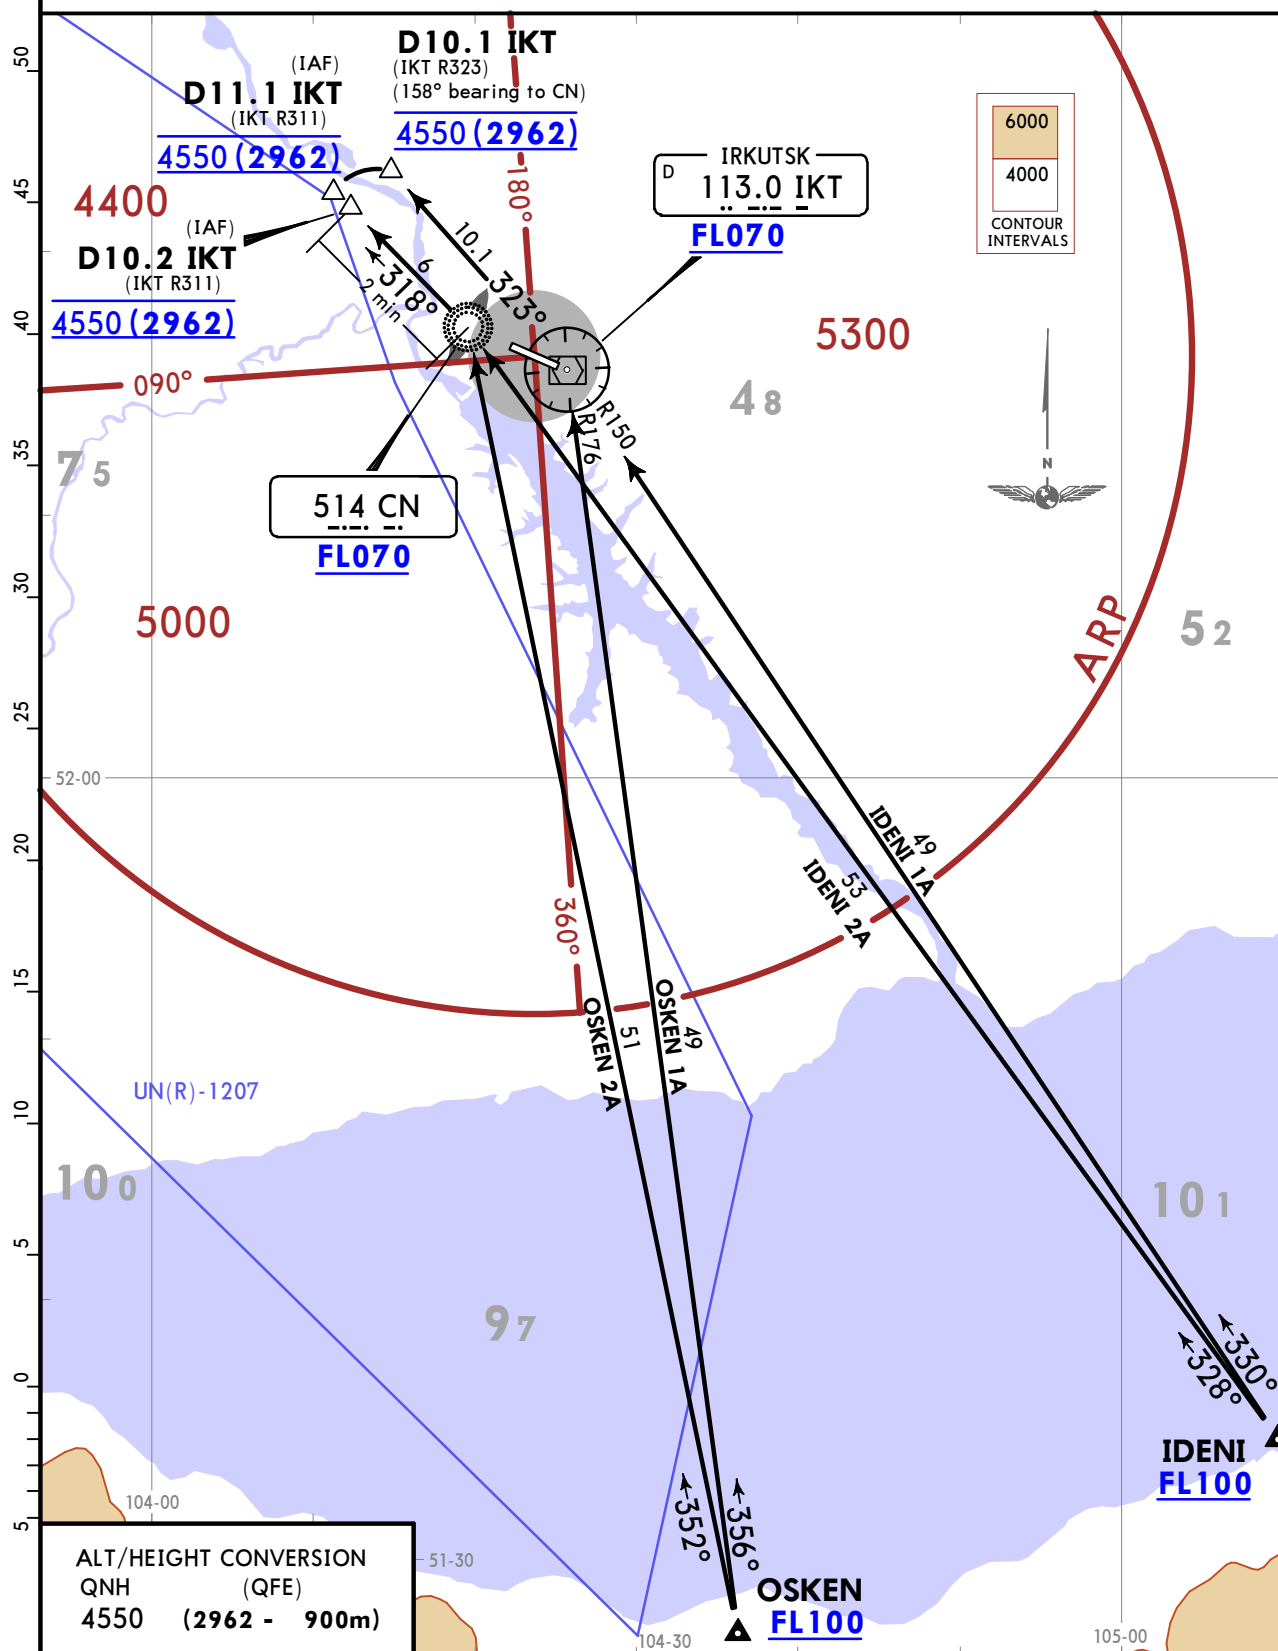 50
45
40
35
30
25
20
15
10
5
0
5
(IAF)
D11.1 IKT
(IKT R311)
4550 (2962)
D10.1 IKT
(IKT R323)
(158° bearing to CN)
4550 (2962)
4400
(IAF)
D10.2 IKT
(IKT R311)
4550 (2962)
180°
IRKUTSK
D 113.0 IKT
FL070
6000
4000
CONTOUR
INTERVALS
10.1
323°
6
318°
2 min
5300
090°
48
R150
R176
75
514 CN
FL070
N
5000
52
ARP
52-00
49
IDENI 1A
53
IDENI 2A
360°
OSKEN 2A
51
OSKEN 1A
49
UN(R)-1207
100
101
97
330°
328°
IDENI
FL100
352°
356°
OSKEN
FL100
104-00
51-30
104-30
105-00
ALT/HEIGHT CONVERSION
QNH (QFE)
4550 (2962 - 900m)